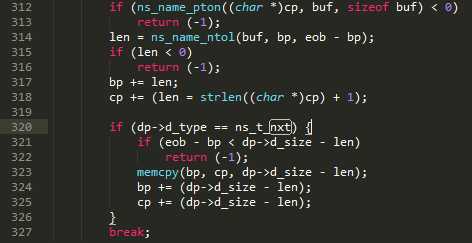 312 if (ns_name_pton((char *)cp, buf, sizeof buf) < 0)
313 return (-1);
314 len = ns_name_ntol(buf, bp, eob - bp);
315 if (len < 0)
316 return (-1);
317 bp += len;
318 cp += (len = strlen((char *)cp) + 1);
319
320 if (dp->d_type == ns_t_nxt) {
321 if (eob - bp < dp->d_size - len)
322 return (-1);
323 memcpy(bp, cp, dp->d_size - len);
324 bp += (dp->d_size - len);
325 cp += (dp->d_size - len);
326 }
327 break;